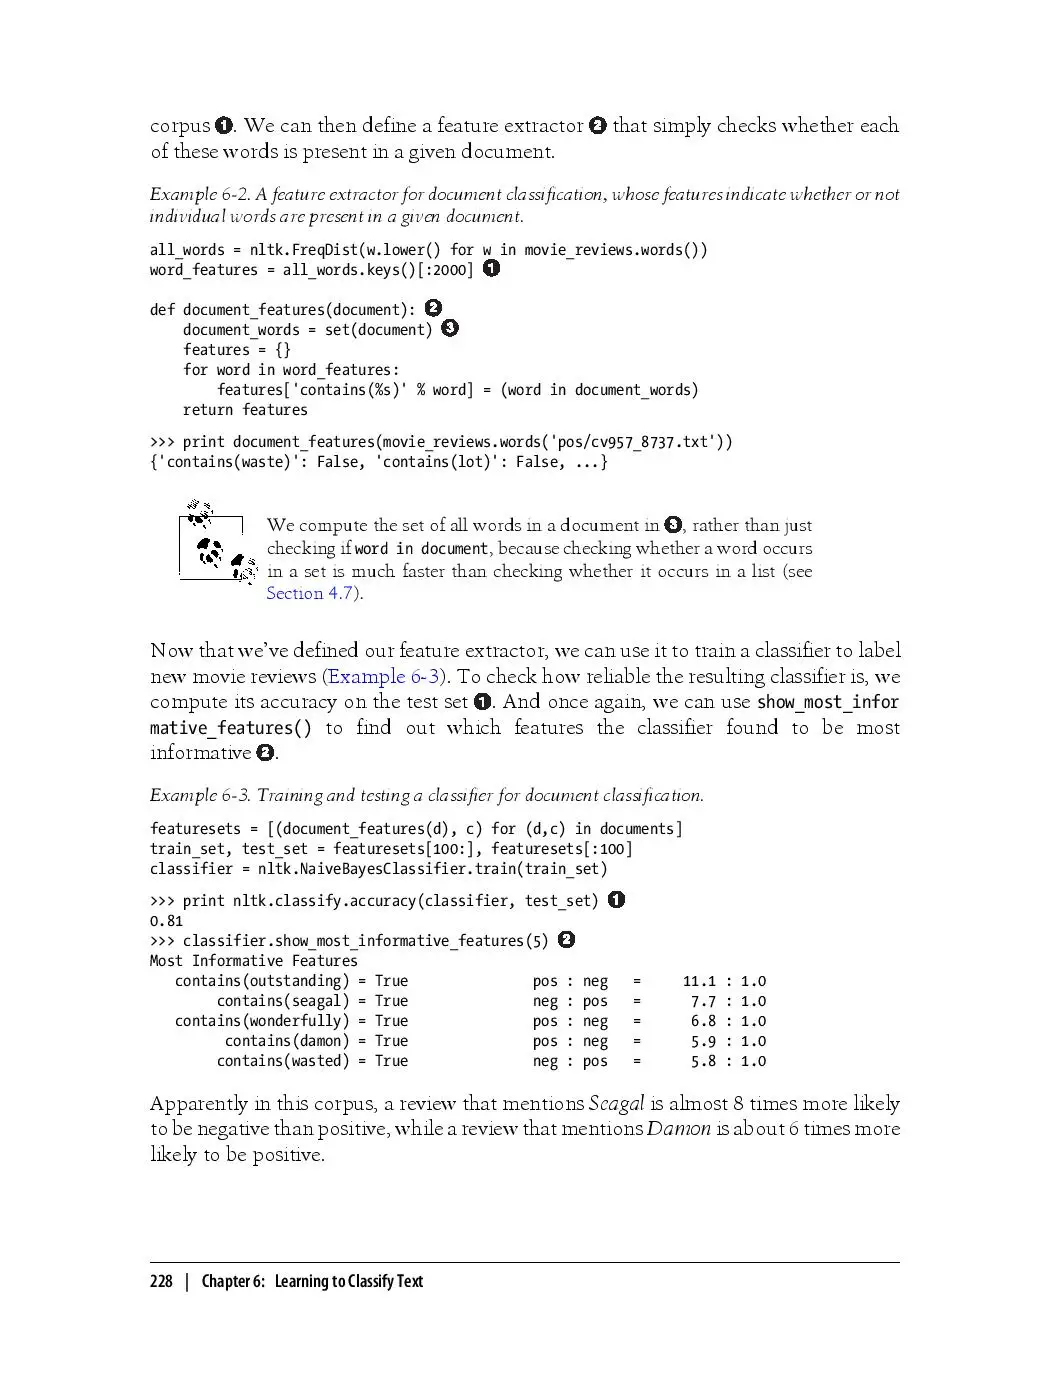 corpus ❶. We can then define a feature extractor ❷ that simply checks whether each
of these words is present in a given document.
Example 6-2. A feature extractor for document classification, whose features indicate whether or not
individual words are present in a given document.
all_words = nltk.FreqDist(w.lower() for w in movie_reviews.words())
word_features = all_words.keys()[:2000] ❶
def document_features(document): ❷
    document_words = set(document) ❸
    features = {}
    for word in word_features:
        features['contains(%s)' % word] = (word in document_words)
    return features
>>> print document_features(movie_reviews.words('pos/cv957_8737.txt'))
{'contains(waste)': False, 'contains(lot)': False, ...}
We compute the set of all words in a document in ❸, rather than just
checking if word in document, because checking whether a word occurs
in a set is much faster than checking whether it occurs in a list (see
Section 4.7).
Now that we've defined our feature extractor, we can use it to train a classifier to label
new movie reviews (Example 6-3). To check how reliable the resulting classifier is, we
compute its accuracy on the test set ❶. And once again, we can use show_most_infor
mative_features() to find out which features the classifier found to be most
informative ❷.
Example 6-3. Training and testing a classifier for document classification.
featuresets = [(document_features(d), c) for (d,c) in documents]
train_set, test_set = featuresets[100:], featuresets[:100]
classifier = nltk.NaiveBayesClassifier.train(train_set)
>>> print nltk.classify.accuracy(classifier, test_set) ❶
0.81
>>> classifier.show_most_informative_features(5) ❷
Most Informative Features
   contains(outstanding) = True               pos : neg   =     11.1 : 1.0
        contains(seagal) = True               neg : pos   =      7.7 : 1.0
   contains(wonderfully) = True               pos : neg   =      6.8 : 1.0
         contains(damon) = True               pos : neg   =      5.9 : 1.0
        contains(wasted) = True               neg : pos   =      5.8 : 1.0
Apparently in this corpus, a review that mentions Seagal is almost 8 times more likely
to be negative than positive, while a review that mentions Damon is about 6 times more
likely to be positive.
228 | Chapter 6: Learning to Classify Text